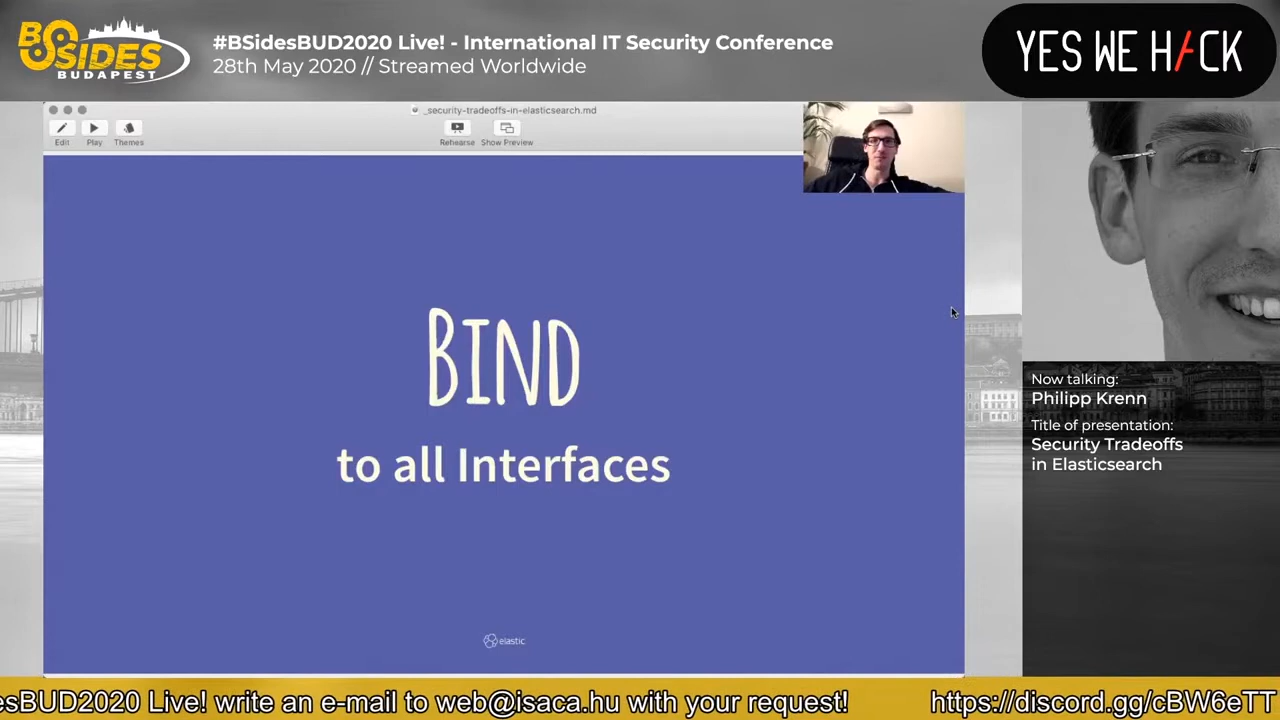 BSIDES
BUDAPEST
#BSidesBUD2020 Live! - International IT Security Conference
28th May 2020 // Streamed Worldwide
YES WE H/CK
_security-tradeoffs-in-elasticsearch.md
Edit Play Themes Rehearse Show Preview
BIND
to all Interfaces
elastic
Now talking:
Philipp Krenn
Title of presentation:
Security Tradeoffs
in Elasticsearch
esBUD2020 Live! write an e-mail to web@isaca.hu with your request! https://discord.gg/cBW6eTT